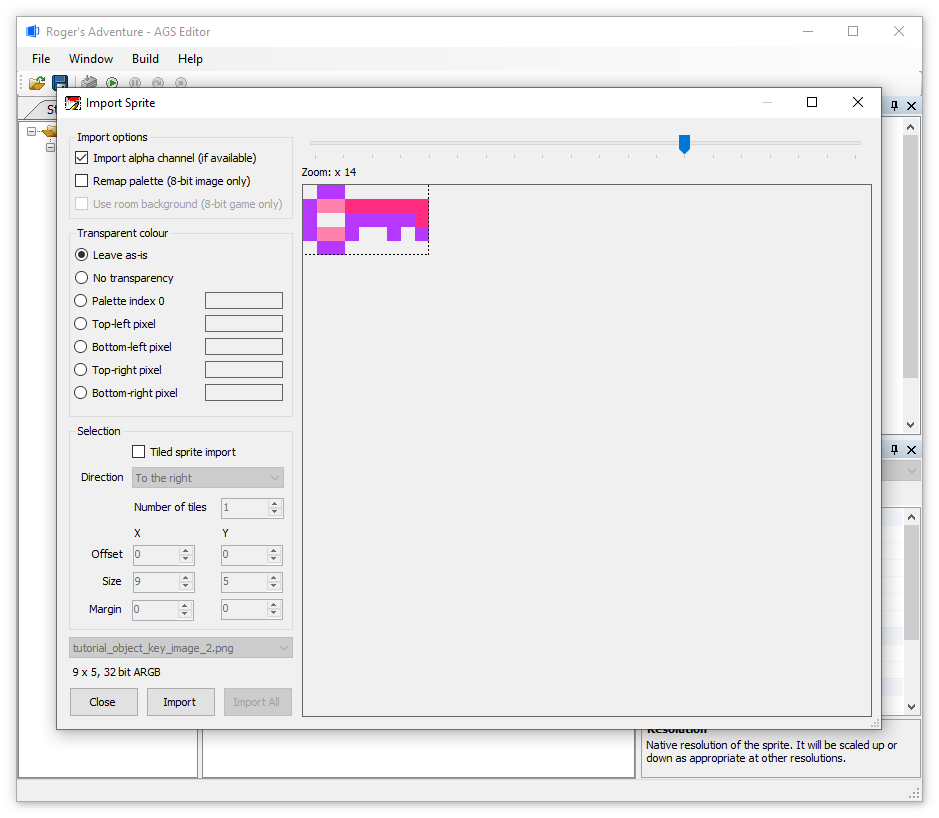 Roger's Adventure - AGS Editor
File Window Build Help
St
Import Sprite
Import options
Import alpha channel (if available)
Remap palette (8-bit image only)
Use room background (8-bit game only)
Transparent colour
Leave as-is
No transparency
Palette index 0
Top-left pixel
Bottom-left pixel
Top-right pixel
Bottom-right pixel
Selection
Tiled sprite import
Direction To the right
Number of tiles 1
X Y
Offset 0 0
Size 9 5
Margin 0 0
tutorial_object_key_image_2.png
9 x 5, 32 bit ARGB
Close Import Import All
Zoom: x 14
Resolution
Native resolution of the sprite. It will be scaled up or
down as appropriate at other resolutions.